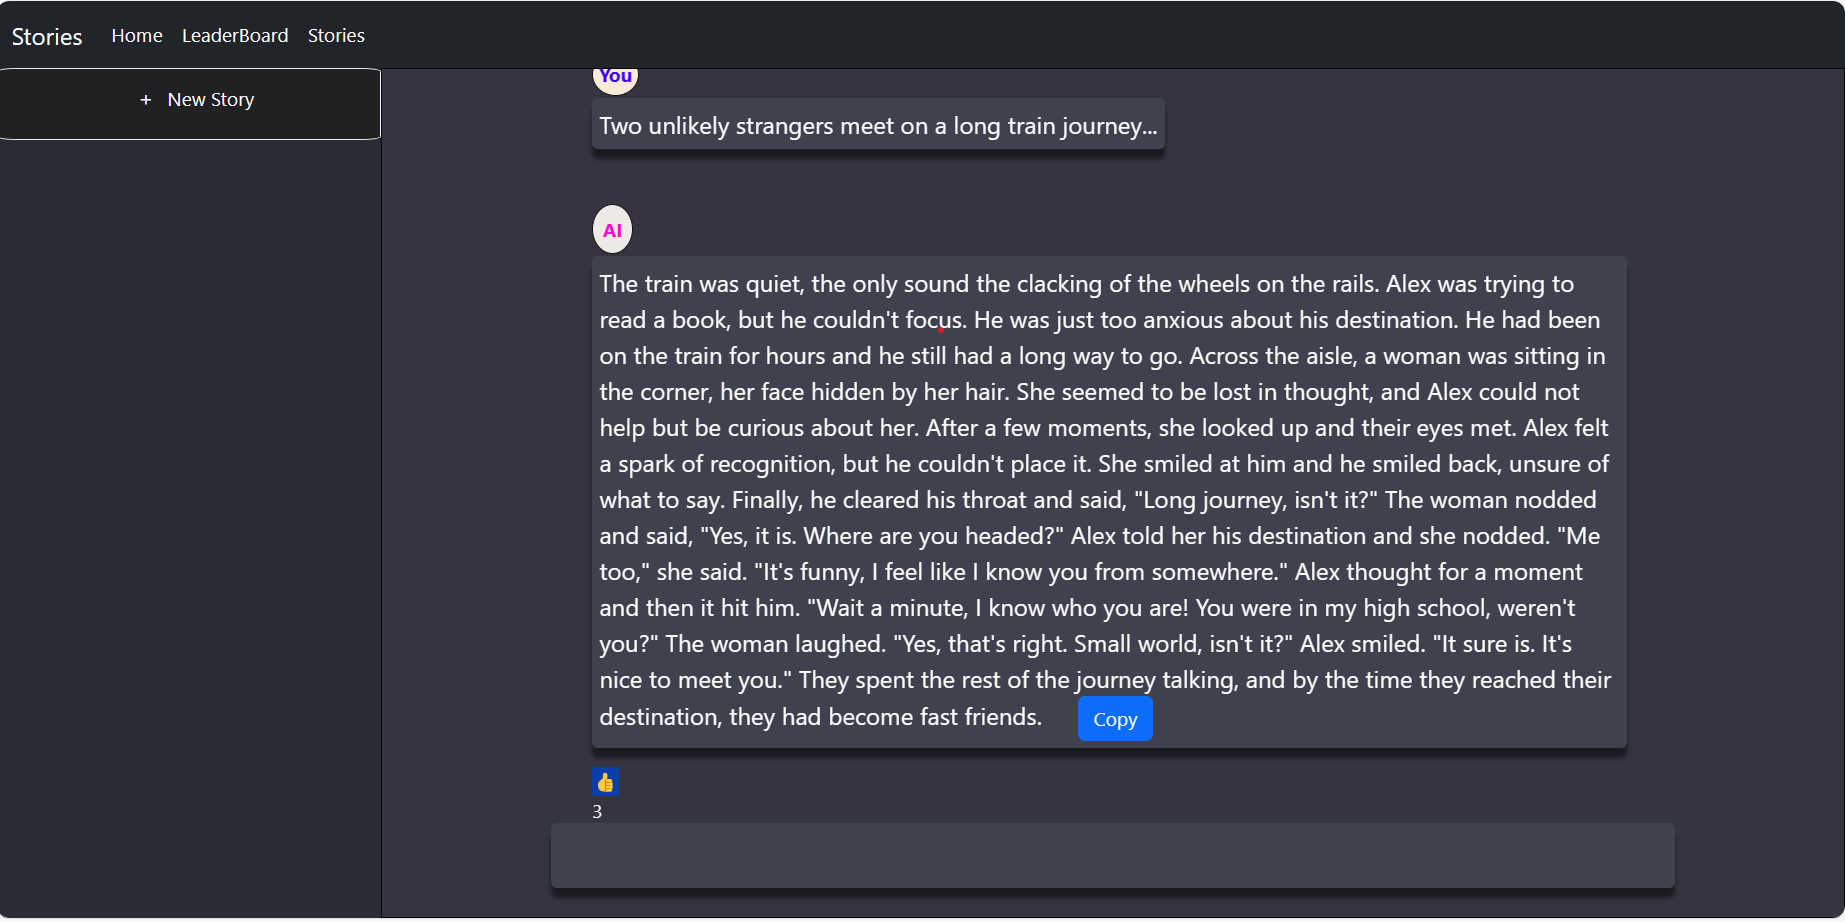 Stories Home LeaderBoard Stories
+ New Story
You
Two unlikely strangers meet on a long train journey...
AI
The train was quiet, the only sound the clacking of the wheels on the rails. Alex was trying to
read a book, but he couldn't focus. He was just too anxious about his destination. He had been
on the train for hours and he still had a long way to go. Across the aisle, a woman was sitting in
the corner, her face hidden by her hair. She seemed to be lost in thought, and Alex could not
help but be curious about her. After a few moments, she looked up and their eyes met. Alex felt
a spark of recognition, but he couldn't place it. She smiled at him and he smiled back, unsure of
what to say. Finally, he cleared his throat and said, "Long journey, isn't it?" The woman nodded
and said, "Yes, it is. Where are you headed?" Alex told her his destination and she nodded. "Me
too," she said. "It's funny, I feel like I know you from somewhere." Alex thought for a moment
and then it hit him. "Wait a minute, I know who you are! You were in my high school, weren't
you?" The woman laughed. "Yes, that's right. Small world, isn't it?" Alex smiled. "It sure is. It's
nice to meet you." They spent the rest of the journey talking, and by the time they reached their
destination, they had become fast friends. Copy
3